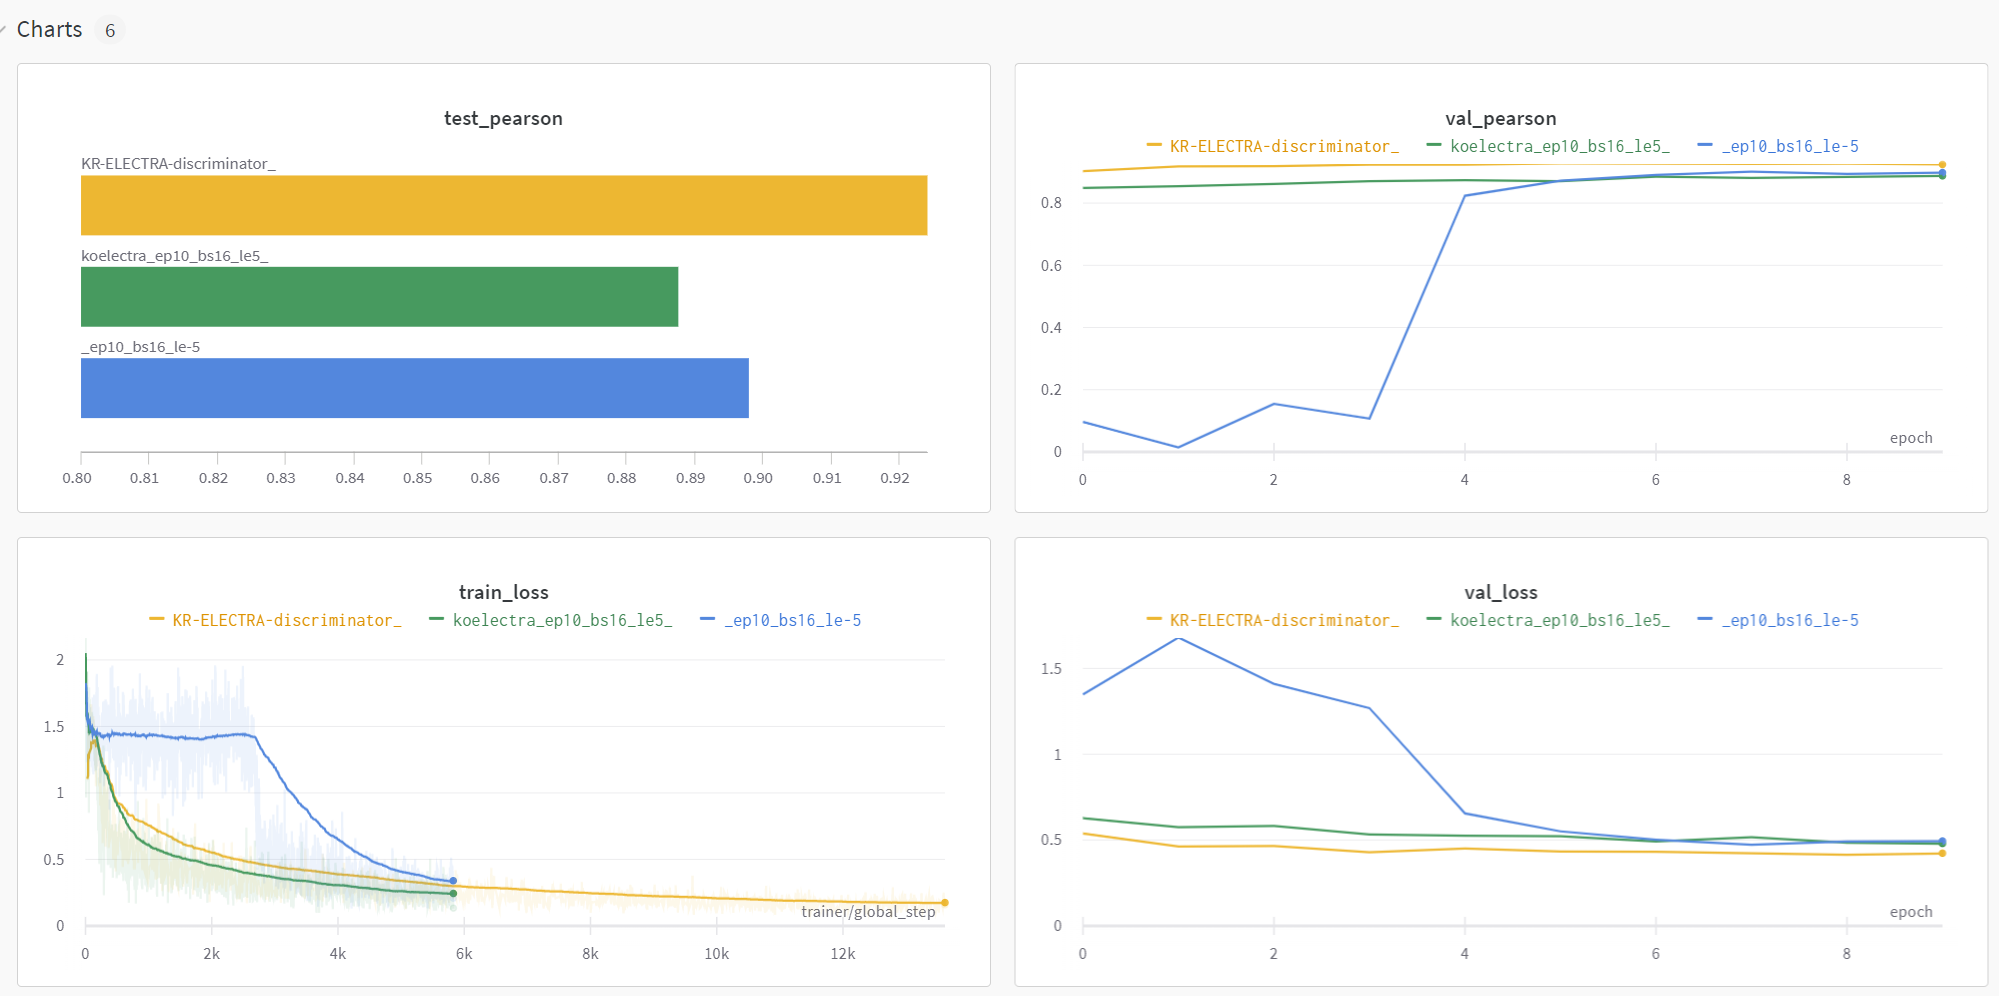 Charts 6
test_pearson
KR-ELECTRA-discriminator_
koelectra_ep10_bs16_le5_
_ep10_bs16_le-5
0.80 0.81 0.82 0.83 0.84 0.85 0.86 0.87 0.88 0.89 0.90 0.91 0.92
val_pearson
KR-ELECTRA-discriminator_ koelectra_ep10_bs16_le5_ _ep10_bs16_le-5
0.8
0.6
0.4
0.2
epoch
0
0 2 4 6 8
train_loss
KR-ELECTRA-discriminator_ koelectra_ep10_bs16_le5_ _ep10_bs16_le-5
2
1.5
1
0.5
trainer/global_step
0
0 2k 4k 6k 8k 10k 12k
val_loss
KR-ELECTRA-discriminator_ koelectra_ep10_bs16_le5_ _ep10_bs16_le-5
1.5
1
0.5
epoch
0
0 2 4 6 8